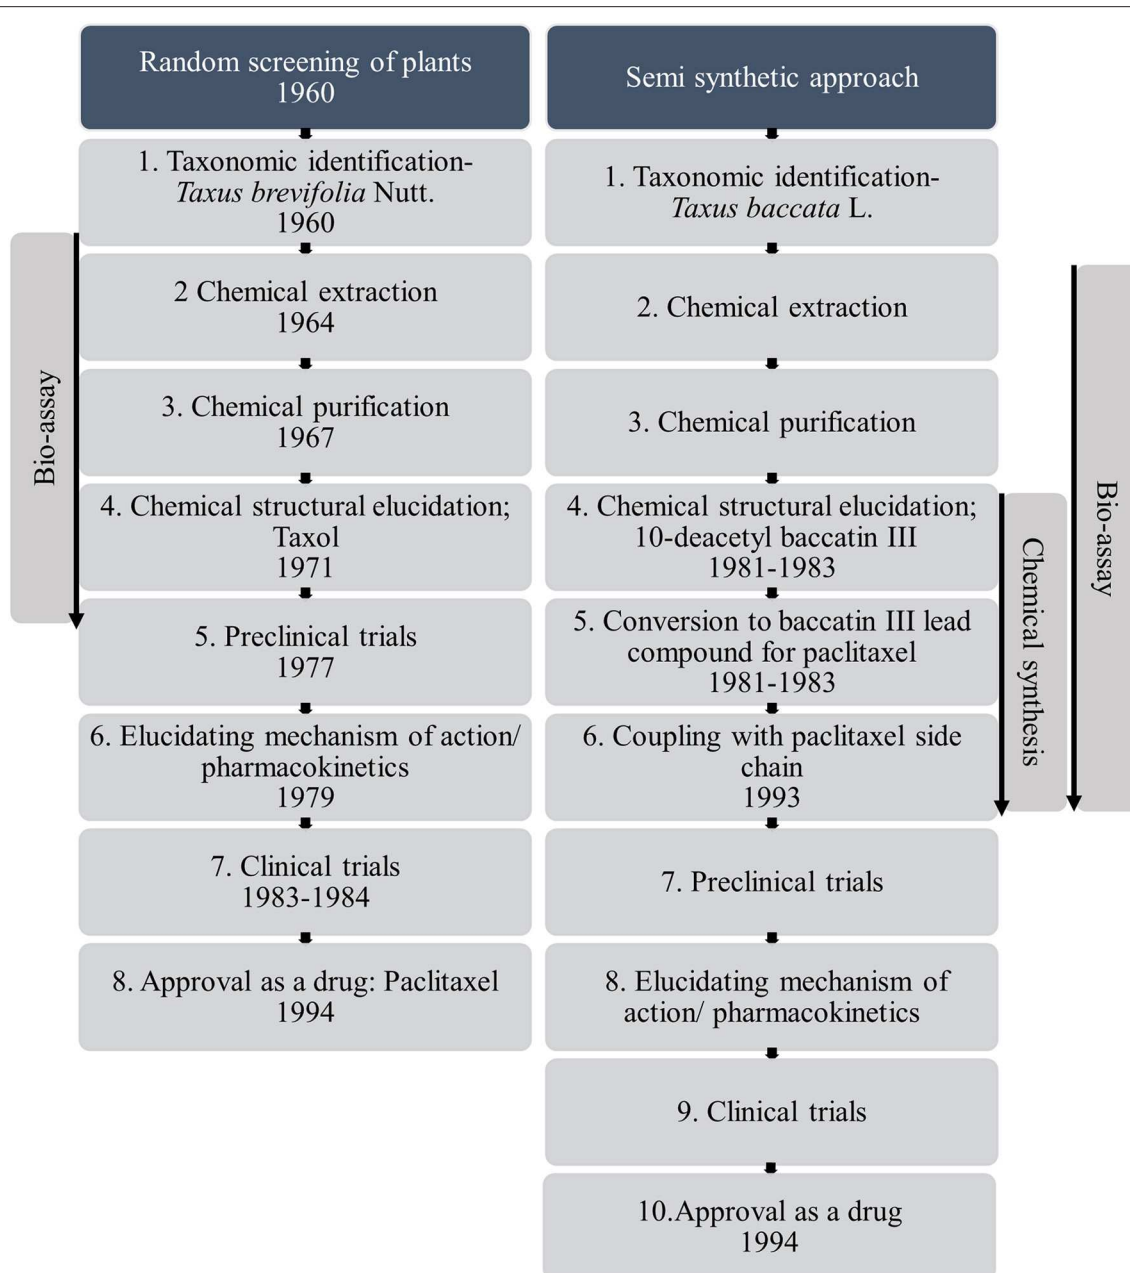 Random screening of plants
1960
1. Taxonomic identification-
Taxus brevifolia Nutt.
1960
2 Chemical extraction
1964
3. Chemical purification
1967
4. Chemical structural elucidation;
Taxol
1971
5. Preclinical trials
1977
6. Elucidating mechanism of action/
pharmacokinetics
1979
7. Clinical trials
1983-1984
8. Approval as a drug: Paclitaxel
1994
Bio-assay
Semi synthetic approach
1. Taxonomic identification-
Taxus baccata L.
2. Chemical extraction
3. Chemical purification
4. Chemical structural elucidation;
10-deacetyl baccatin III
1981-1983
5. Conversion to baccatin III lead
compound for paclitaxel
1981-1983
6. Coupling with paclitaxel side
chain
1993
7. Preclinical trials
8. Elucidating mechanism of
action/ pharmacokinetics
9. Clinical trials
10.Approval as a drug
1994
Chemical synthesis
Bio-assay